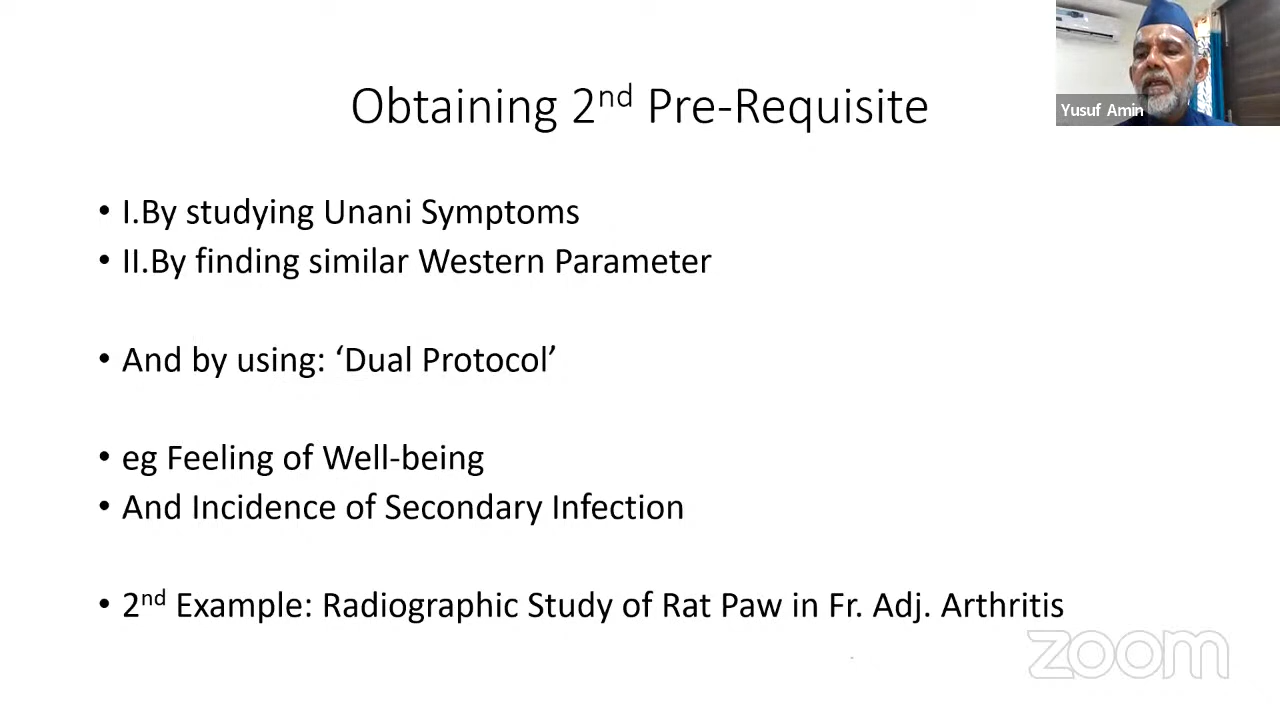 Obtaining 2nd Pre-Requisite
Yusuf Amin
• I.By studying Unani Symptoms
• II.By finding similar Western Parameter
• And by using: ‘Dual Protocol’
• eg Feeling of Well-being
• And Incidence of Secondary Infection
• 2nd Example: Radiographic Study of Rat Paw in Fr. Adj. Arthritis
zoom